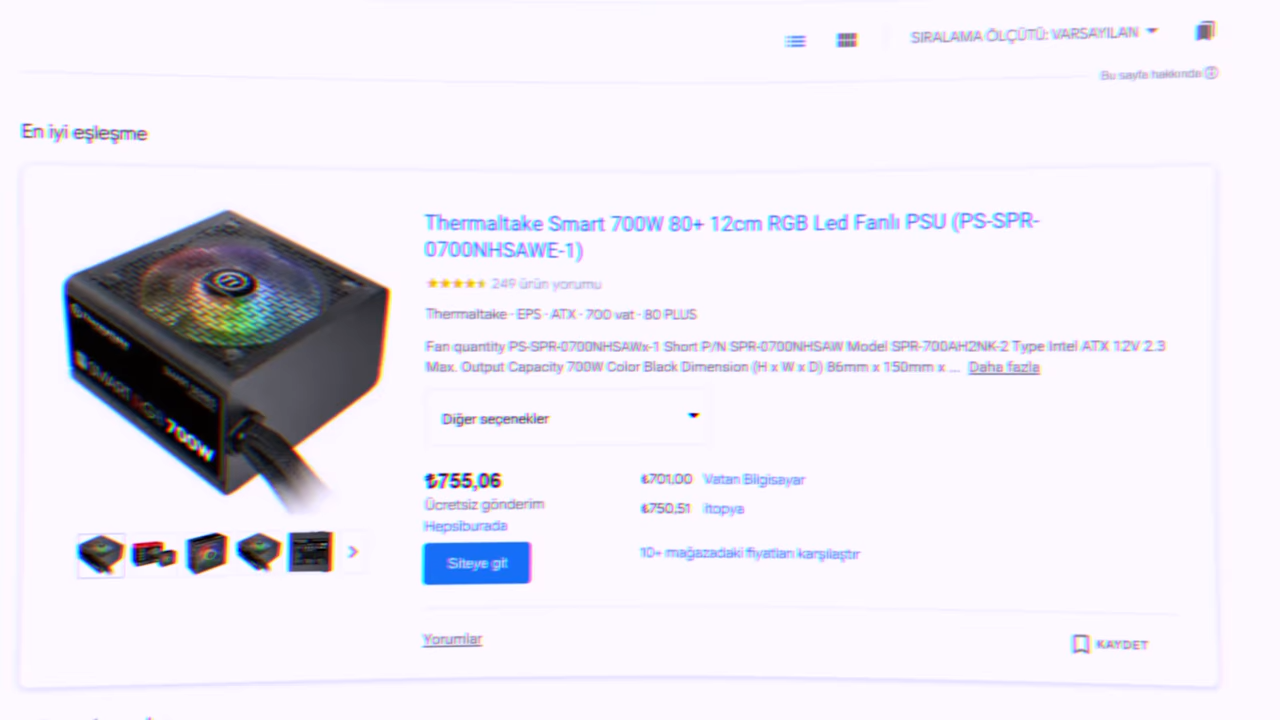 SIRALAMA ÖLÇÜTÜ: VARSAYILAN
Bu sayfa hakkında
En iyi eşleşme
Thermaltake Smart 700W 80+ 12cm RGB Led Fanlı PSU (PS-SPR-
0700NHSAWE-1)
249 ürün yorumu
Thermaltake · EPS · ATX · 700 vat · 80 PLUS
Fan quantity PS-SPR-0700NHSAWx-1 Short P/N SPR-0700NHSAW Model SPR-700AH2NK-2 Type Intel ATX 12V 2.3
Max. Output Capacity 700W Color Black Dimension (H x W x D) 86mm x 150mm x ... Daha fazla
SMART RGB 700W
Diğer seçenekler
₺755,06
Ücretsiz gönderim
Hepsiburada
Siteye git
₺701,00 Vatan Bilgisayar
₺750,51 itopya
10+ mağazadaki fiyatları karşılaştır
Yorumlar
KAYDET